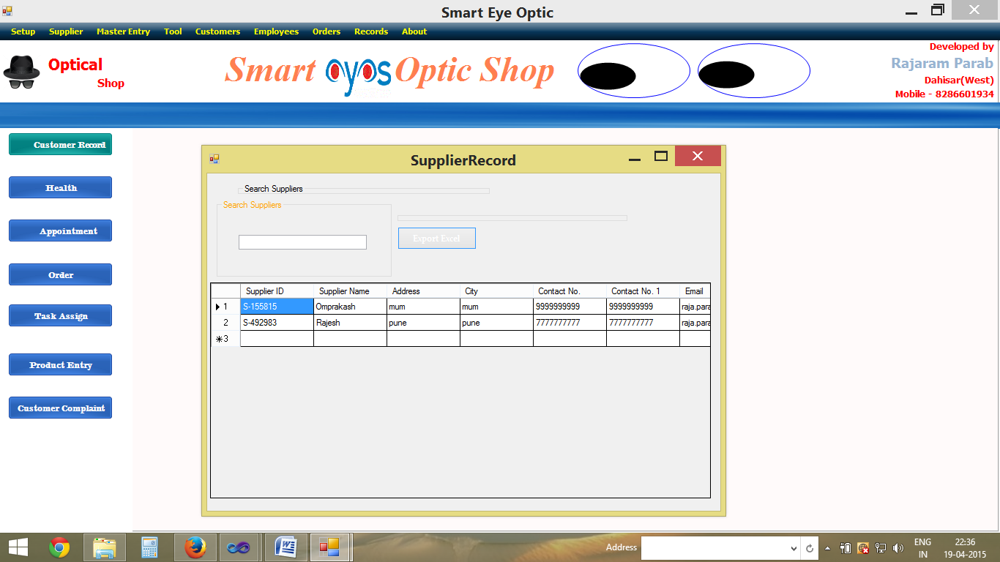 Smart Eye Optic
Setup Supplier Master Entry Tool Customers Employees Orders Records About
Optical
Shop
Smart eyes Optic Shop
Developed by
Rajaram Parab
Dahisar(West)
Mobile - 8286601934
Customer Record
Health
Appointment
Order
Task Assign
Product Entry
Customer Complaint
SupplierRecord
Search Suppliers
Search Suppliers
Export Excel
Supplier ID Supplier Name Address City Contact No. Contact No. 1 Email
1 S-155815 Omprakash mum mum 9999999999 9999999999 raja.para
2 S-492983 Rajesh pune pune 7777777777 7777777777 raja.para
3
Address
ENG
IN
22:36
19-04-2015